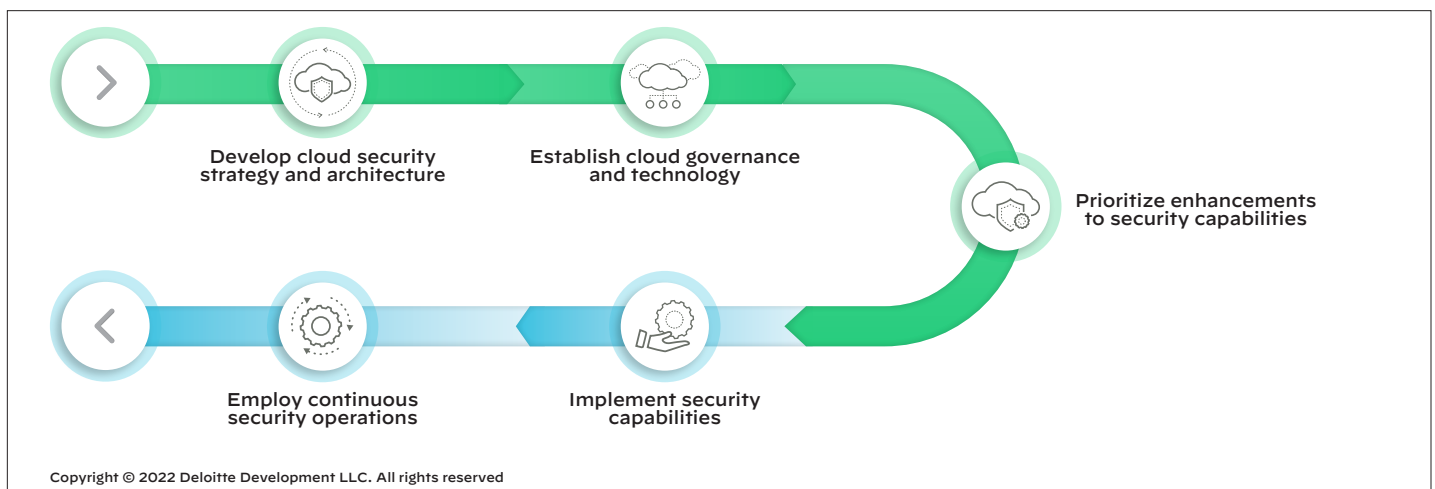 Develop cloud security
strategy and architecture
Establish cloud governance
and technology
Prioritize enhancements
to security capabilities
Employ continuous
security operations
Implement security
capabilities
Copyright © 2022 Deloitte Development LLC. All rights reserved